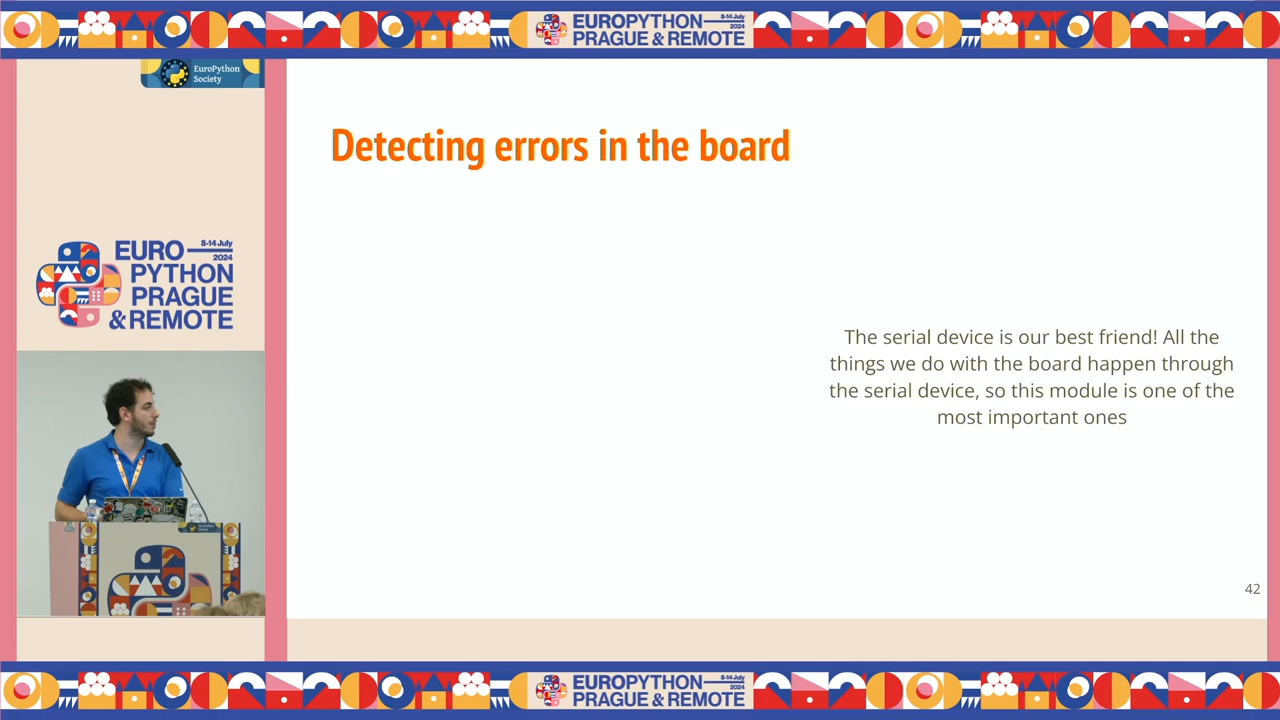 EUROPYTHON
8-14 July
2024
PRAGUE & REMOTE
EuroPython
Society
Detecting errors in the board
EURO
8-14 July
2024
PYTHON
PRAGUE
& REMOTE
The serial device is our best friend! All the
things we do with the board happen through
the serial device, so this module is one of the
most important ones
42
EUROPYTHON
8-14 July
2024
PRAGUE & REMOTE